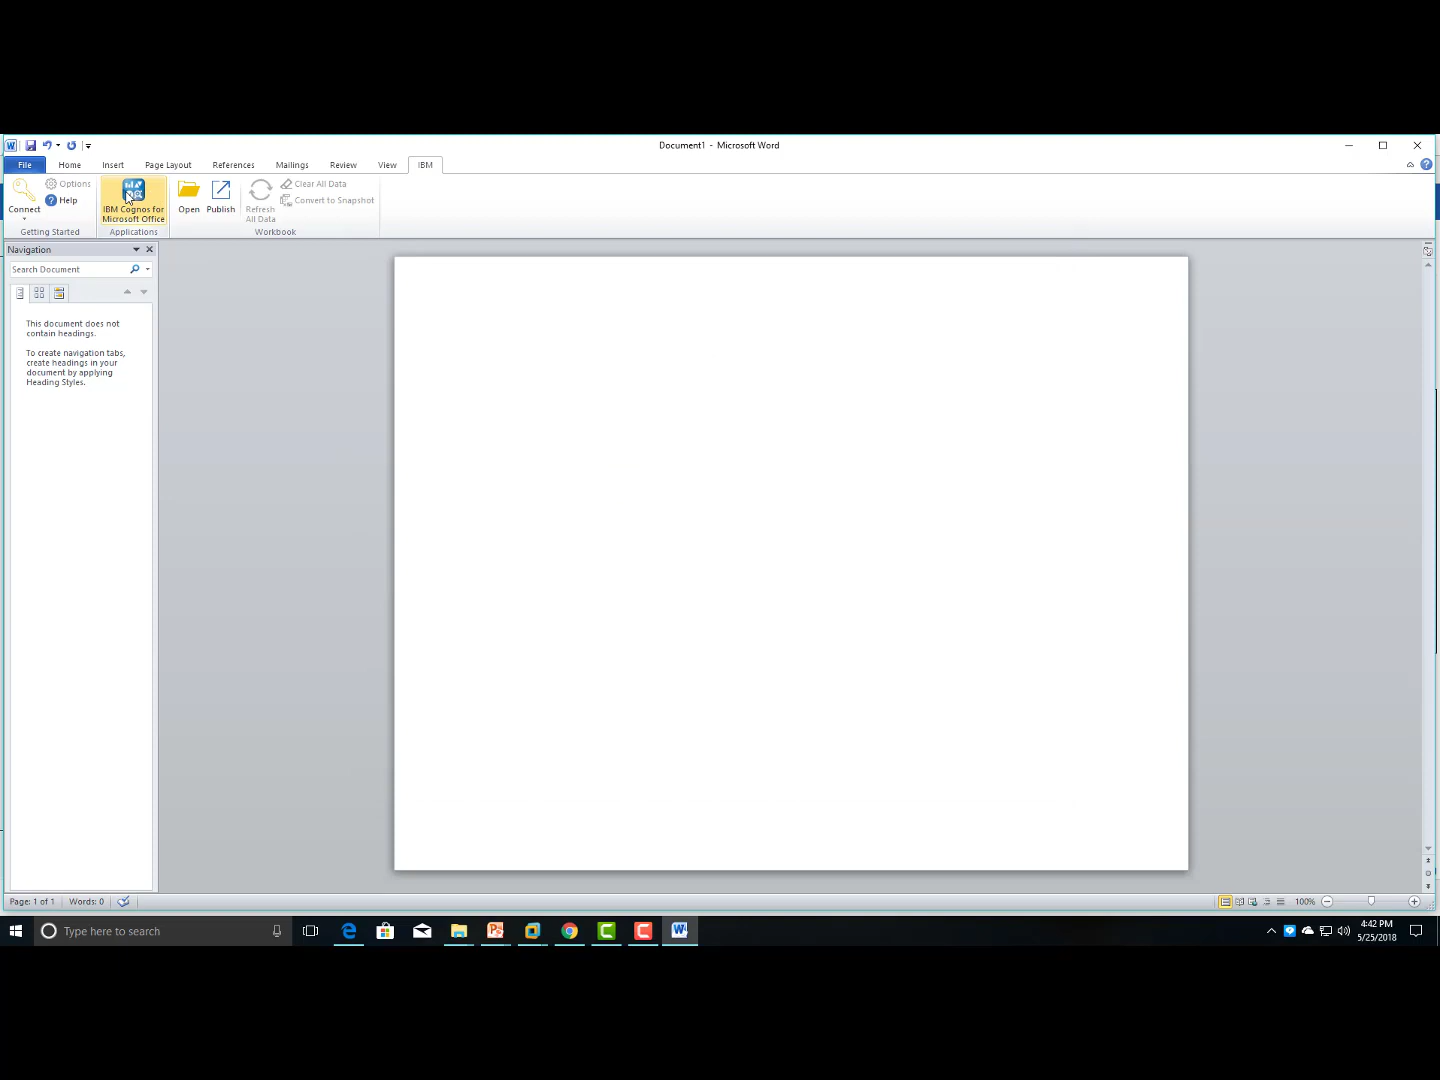 Document1 - Microsoft Word
File Home Insert Page Layout References Mailings Review View IBM
Connect
Options
Help
Getting Started
IBM Cognos for
Microsoft Office
Applications
Open Publish
Refresh
All Data
Clear All Data
Convert to Snapshot
Workbook
Navigation
Search Document
This document does not
contain headings.
To create navigation tabs,
create headings in your
document by applying
Heading Styles.
Page: 1 of 1 Words: 0
100%
Type here to search
4:42 PM
5/25/2018